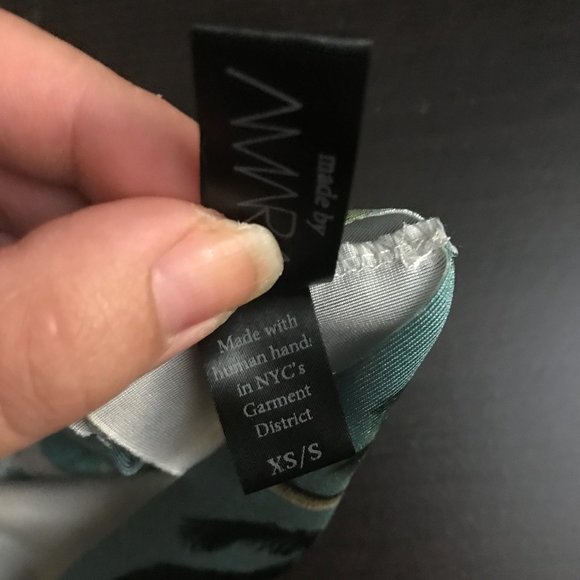 made by
Made with
human hands
in NYC's
Garment
District
XS/S